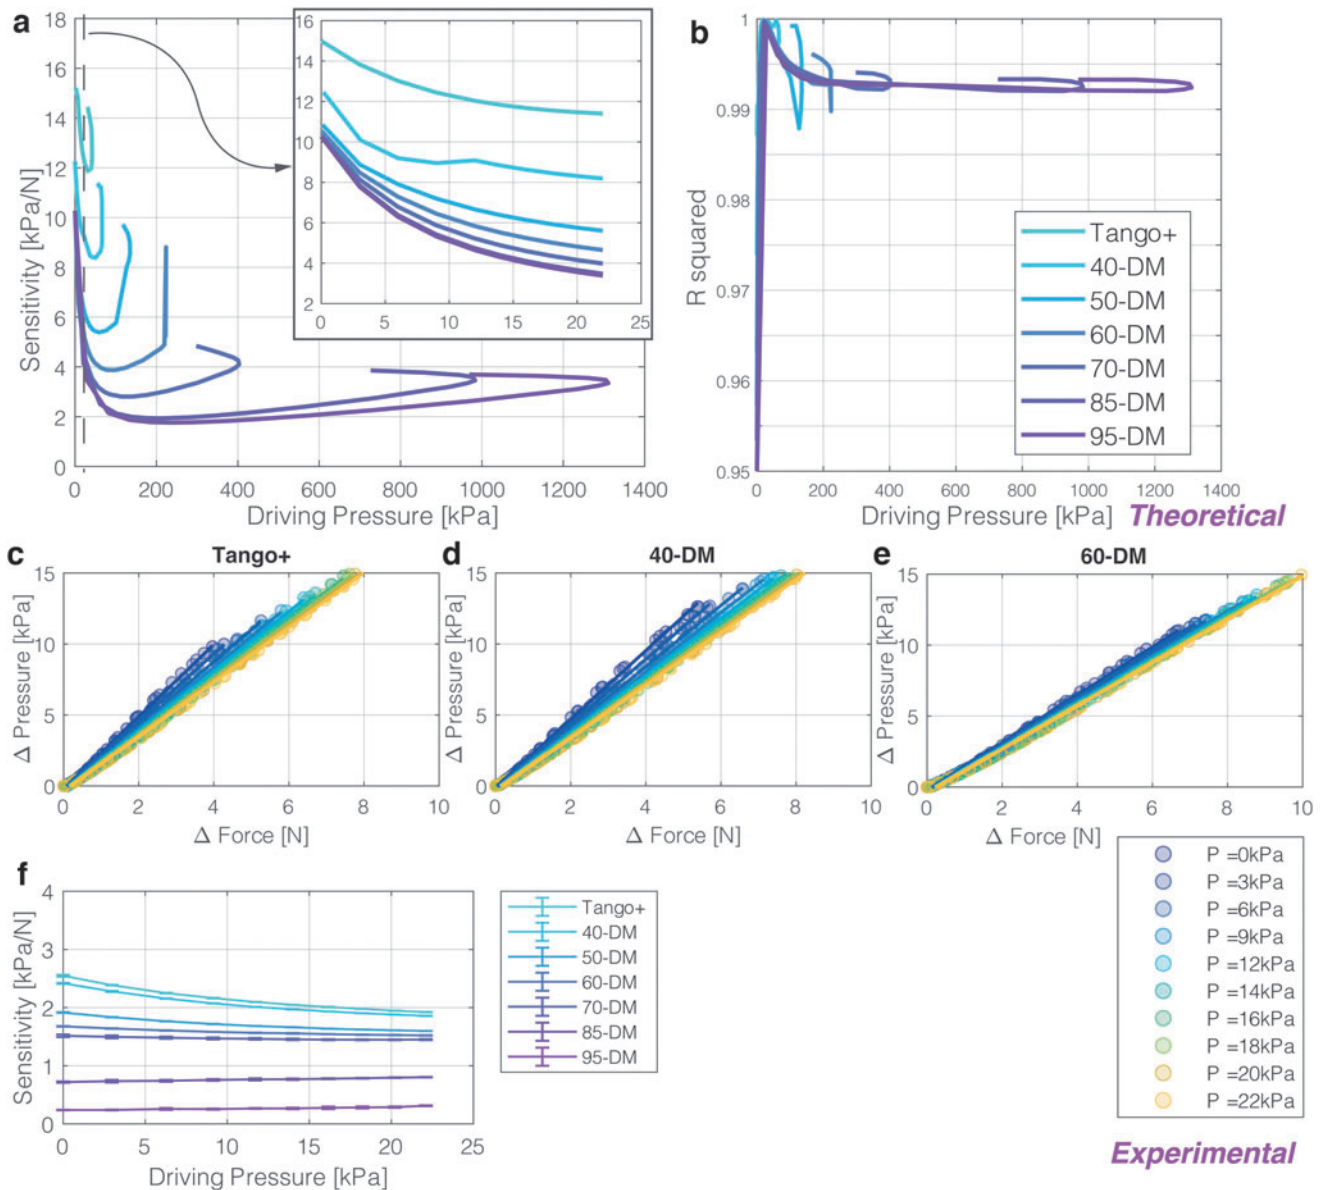 a
18
16
14
12
10
8
6
4
2
0
Sensitivity [kPa/N]
0 200 400 600 800 1000 1200 1400
Driving Pressure [kPa]
16
14
12
10
8
6
4
2
0 5 10 15 20 25
b
1
0.99
0.98
0.97
0.96
0.95
R squared
Tango+
40-DM
50-DM
60-DM
70-DM
85-DM
95-DM
0 200 400 600 800 1000 1200 1400
Driving Pressure [kPa]
Theoretical
c
Tango+
15
10
5
0
Δ Pressure [kPa]
0 2 4 6 8 10
Δ Force [N]
d
40-DM
15
10
5
0
Δ Pressure [kPa]
0 2 4 6 8 10
Δ Force [N]
e
60-DM
15
10
5
0
Δ Pressure [kPa]
0 2 4 6 8 10
Δ Force [N]
f
4
3
2
1
0
Sensitivity [kPa/N]
0 5 10 15 20 25
Driving Pressure [kPa]
Tango+
40-DM
50-DM
60-DM
70-DM
85-DM
95-DM
P =0kPa
P =3kPa
P =6kPa
P =9kPa
P =12kPa
P =14kPa
P =16kPa
P =18kPa
P =20kPa
P =22kPa
Experimental